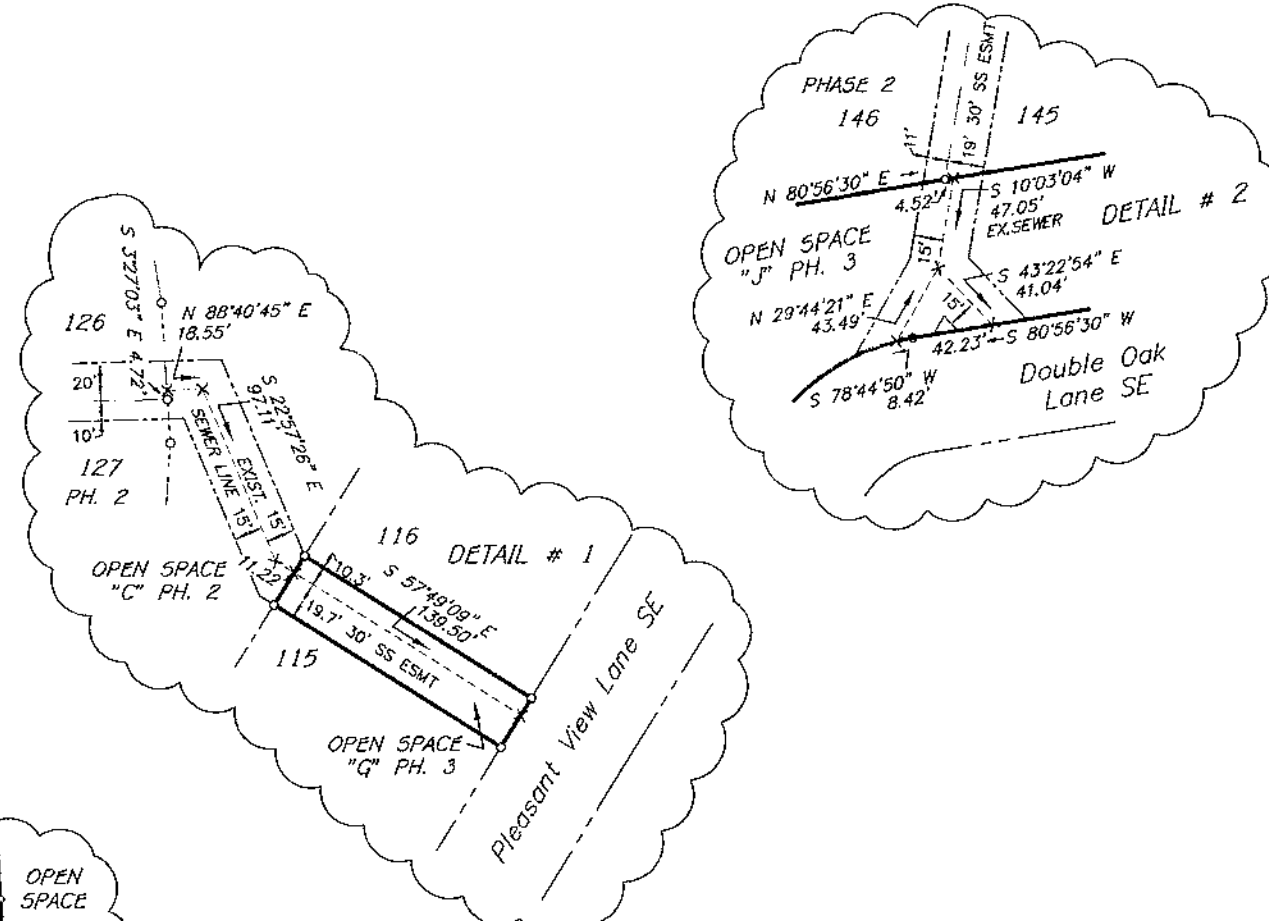 PHASE 2
146
145
11'
19' 30' SS ESMT
N 80°56'30" E
4.52'
S 10°03'04" W
47.05'
EX.SEWER
DETAIL # 2
OPEN SPACE
"J" PH. 3
15'
S 43°22'54" E
41.04'
15'
N 29°44'21" E
43.49'
42.23'
S 80°56'30" W
S 78°44'50" W
8.42'
Double Oak
Lane SE
S 3°27'03" E 4.72'
126
N 88°40'45" E
18.55'
20'
10'
127
PH. 2
S 22°57'26" E
97.11'
SEWER LINE 15'
EXIST. 15'
OPEN SPACE
"C" PH. 2
11.22'
116
DETAIL # 1
10.3'
S 57°49'09" E
139.50'
19.7' 30' SS ESMT
115
OPEN SPACE
"G" PH. 3
Pleasant View Lane SE
OPEN
SPACE